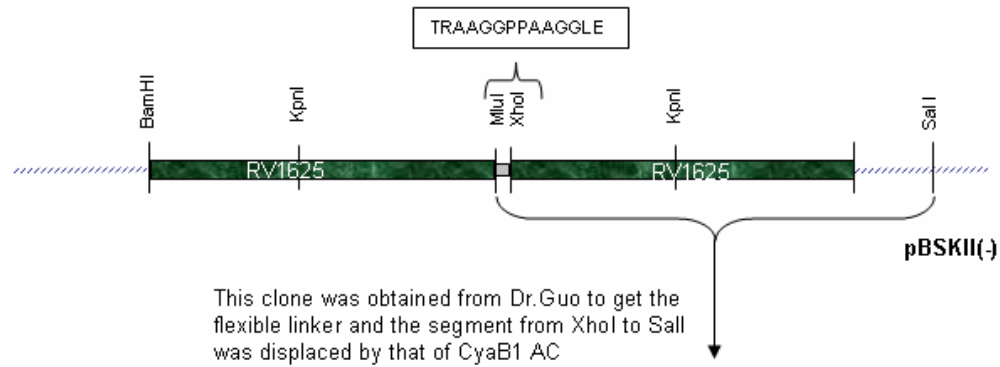 TRAAGGPPAAGGLE
BamHI
KpnI
MluI
XhoI
KpnI
Sal I
RV1625
RV1625
pBSKII(-)
This clone was obtained from Dr.Guo to get the
flexible linker and the segment from XhoI to SalI
was displaced by that of CyaB1 AC